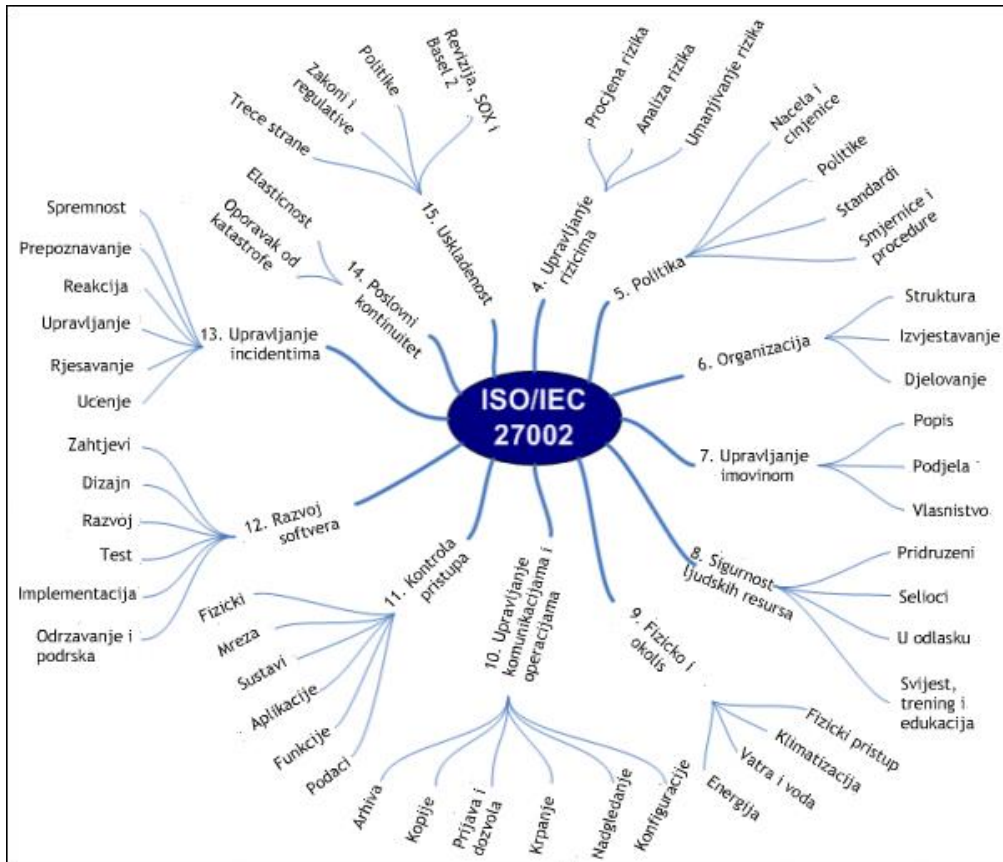 ISO/IEC
27002
4. Upravljanje
rizicima
Procjena rizika
Analiza rizika
Umanjivanje rizika
5. Politika
Nacela i
cinjenice
Politike
Standardi
Smjernice i
procedure
6. Organizacija
Struktura
Izvjestavanje
Djelovanje
7. Upravljanje
imovinom
Popis
Podjela
Vlasnistvo
8. Sigurnost
ljudskih resursa
Pridruzeni
Selioci
U odlasku
Svijest,
trening i
edukacija
9. Fizicko i
okolis
Fizicki pristup
Klimatizacija
Vatra i voda
Energija
10. Upravljanje
komunikacijama i
operacijama
Arhiva
Kopije
Prijava i
dozvola
Krpanje
Nadgledanje
Konfiguracije
11. Kontrola
pristupa
Fizicki
Mreza
Sustavi
Aplikacije
Funkcije
Podaci
12. Razvoj
softvera
Zahtjevi
Dizajn
Razvoj
Test
Implementacija
Odrzavanje i
podrska
13. Upravljanje
incidentima
Spremnost
Prepoznavanje
Reakcija
Upravljanje
Rjesavanje
Ucenje
14. Poslovni
kontinuitet
Elasticnost
Oporavak od
katastrofe
15. Uskladenost
Trece strane
Zakoni i
regulative
Politike
Revizija, SOX i
Basel 2